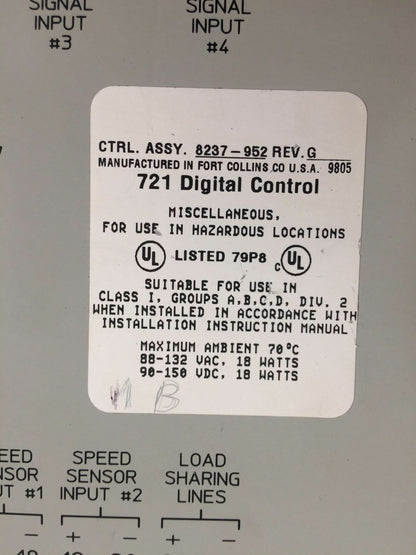 SIGNAL INPUT #3
SIGNAL INPUT #4
CTRL. ASSY. 8237-952 REV. G
MANUFACTURED IN FORT COLLINS CO U.S.A. 9805
721 Digital Control
MISCELLANEOUS,
FOR USE IN HAZARDOUS LOCATIONS
UL LISTED 79P8 c UL
SUITABLE FOR USE IN
CLASS I, GROUPS A,B,C,D, DIV. 2
WHEN INSTALLED IN ACCORDANCE WITH
INSTALLATION INSTRUCTION MANUAL
MAXIMUM AMBIENT 70°C
88-132 VAC, 18 WATTS
90-150 VDC, 18 WATTS
M B
#1
SPEED
SENSOR
INPUT #2
LOAD
SHARING
LINES
- + - + -